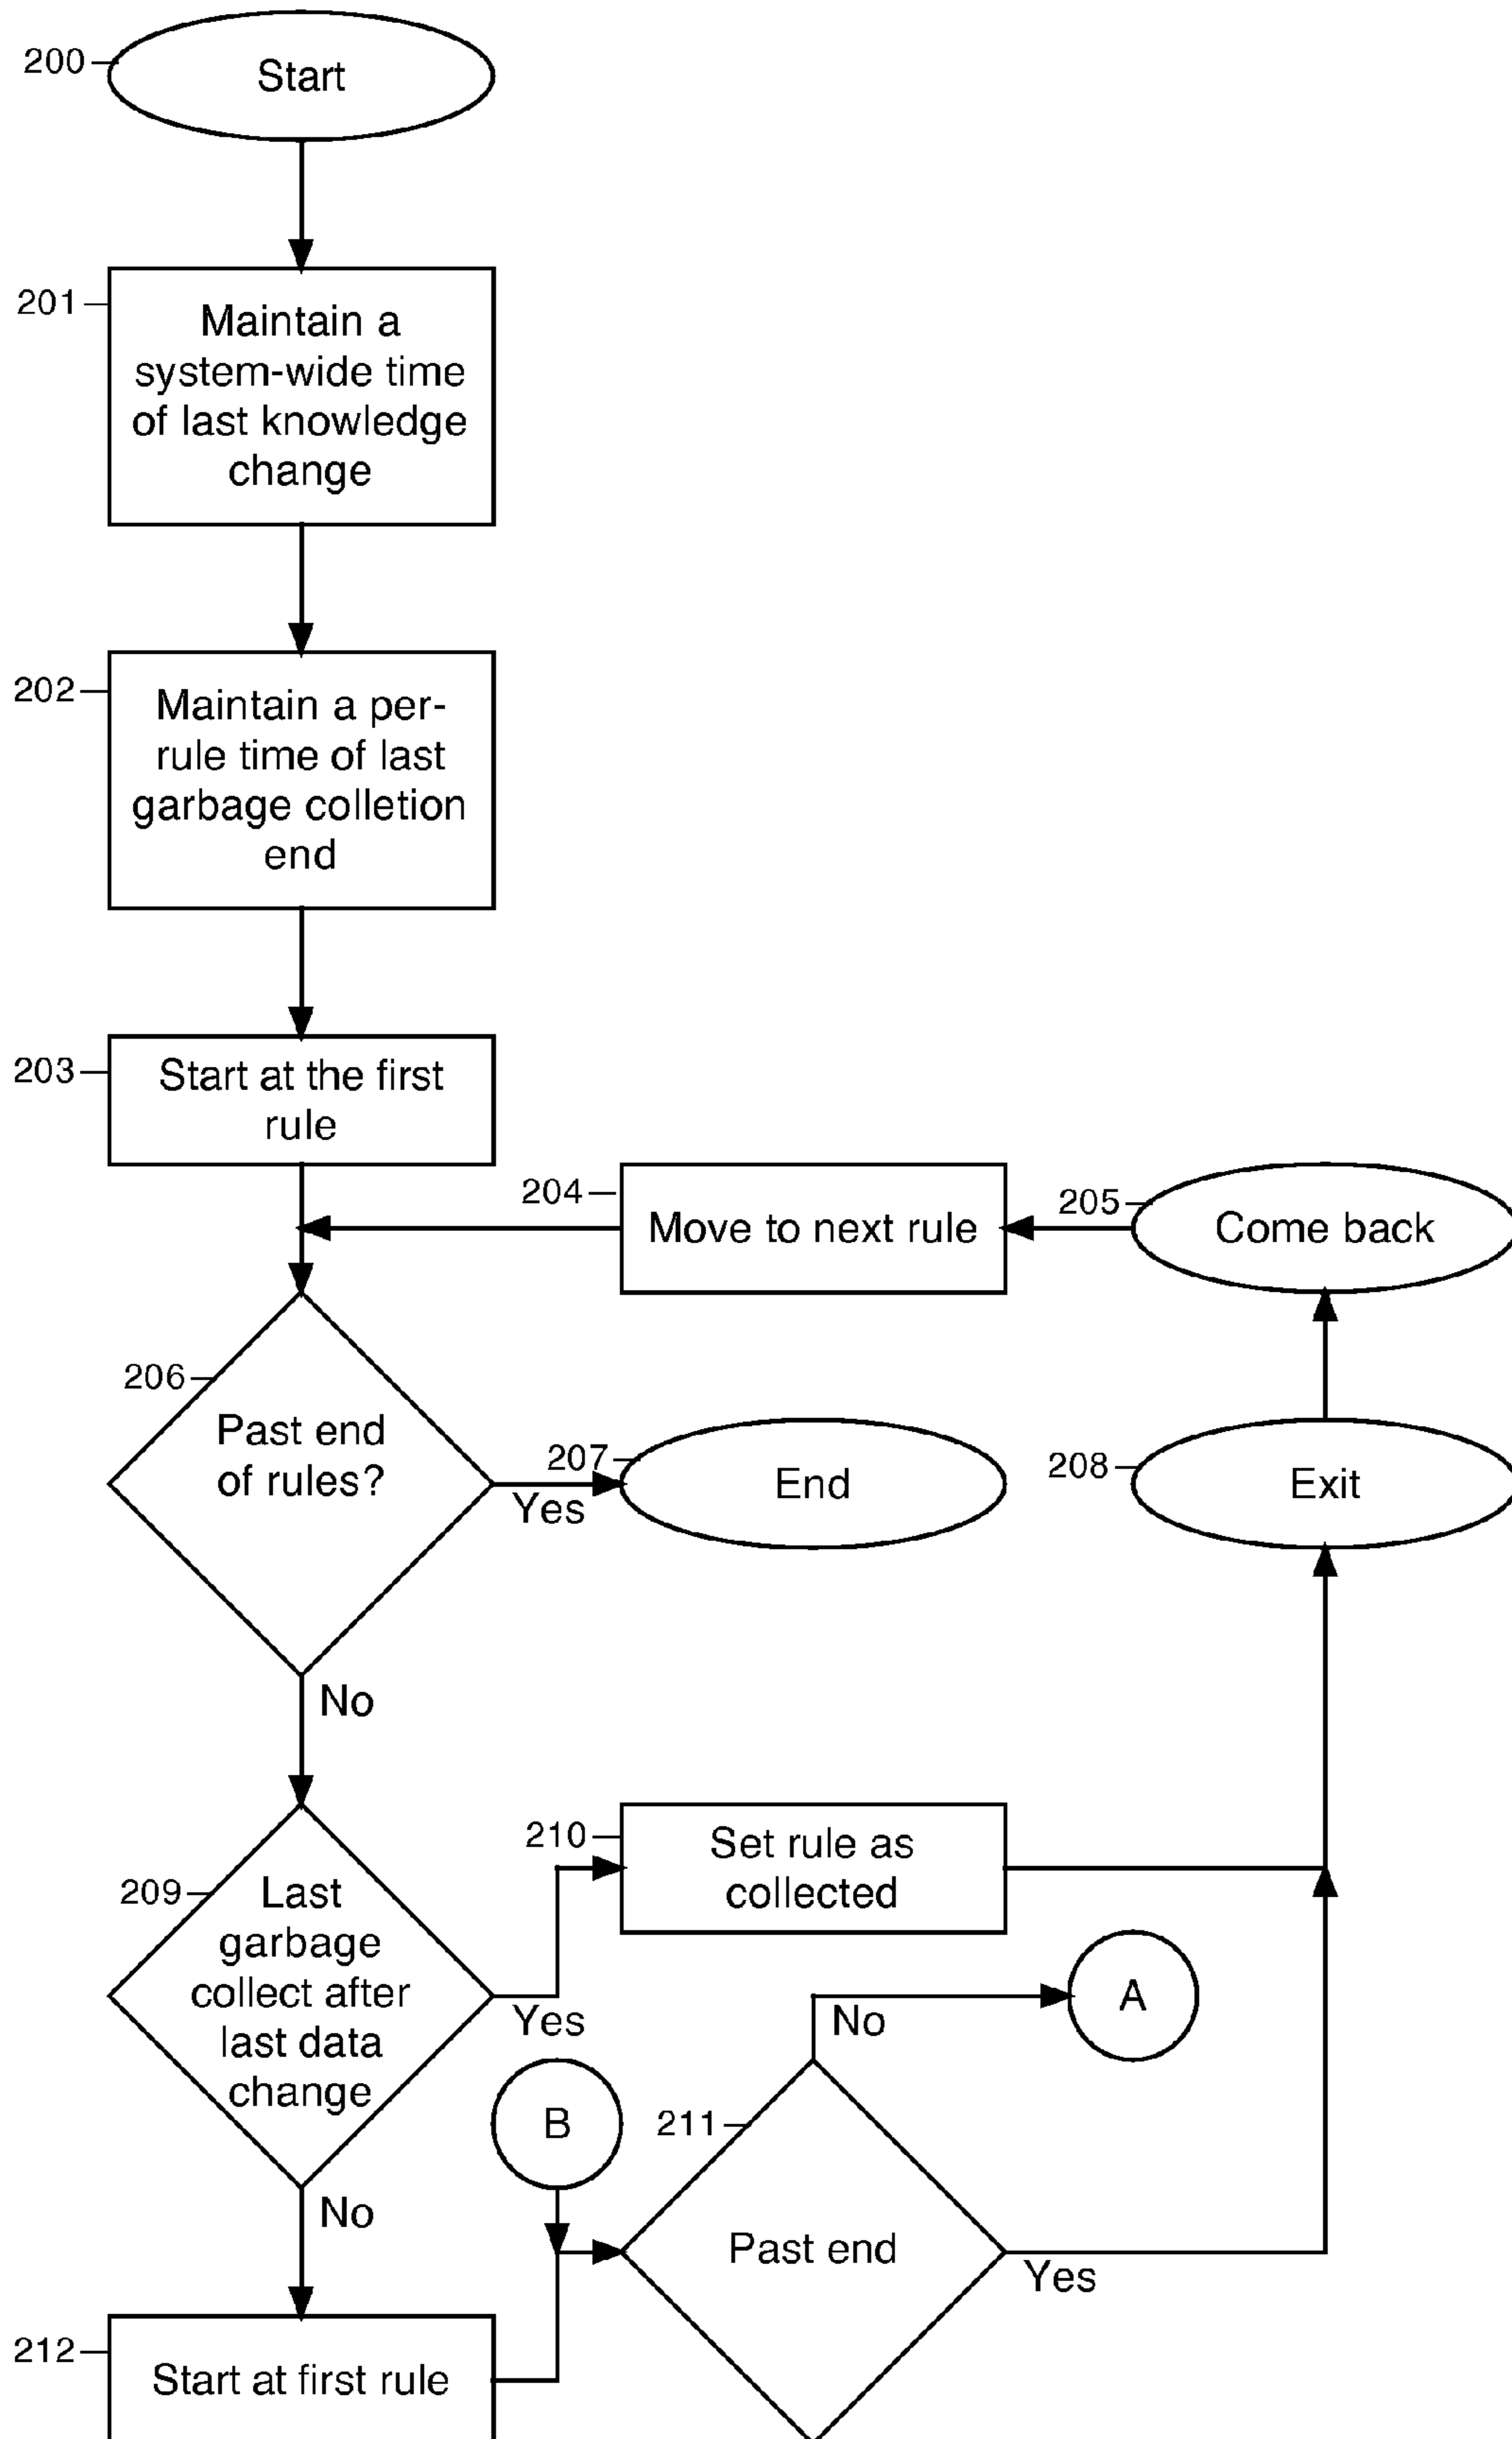 200
Start
201
Maintain a
system-wide time
of last knowledge
change
202
Maintain a per-
rule time of last
garbage colletion
end
203
Start at the first
rule
204
Move to next rule
205
Come back
206
Past end
of rules?
Yes
207
End
208
Exit
No
209
Last
garbage
collect after
last data
change
Yes
210
Set rule as
collected
No
A
B
211
Past end
Yes
No
212
Start at first rule